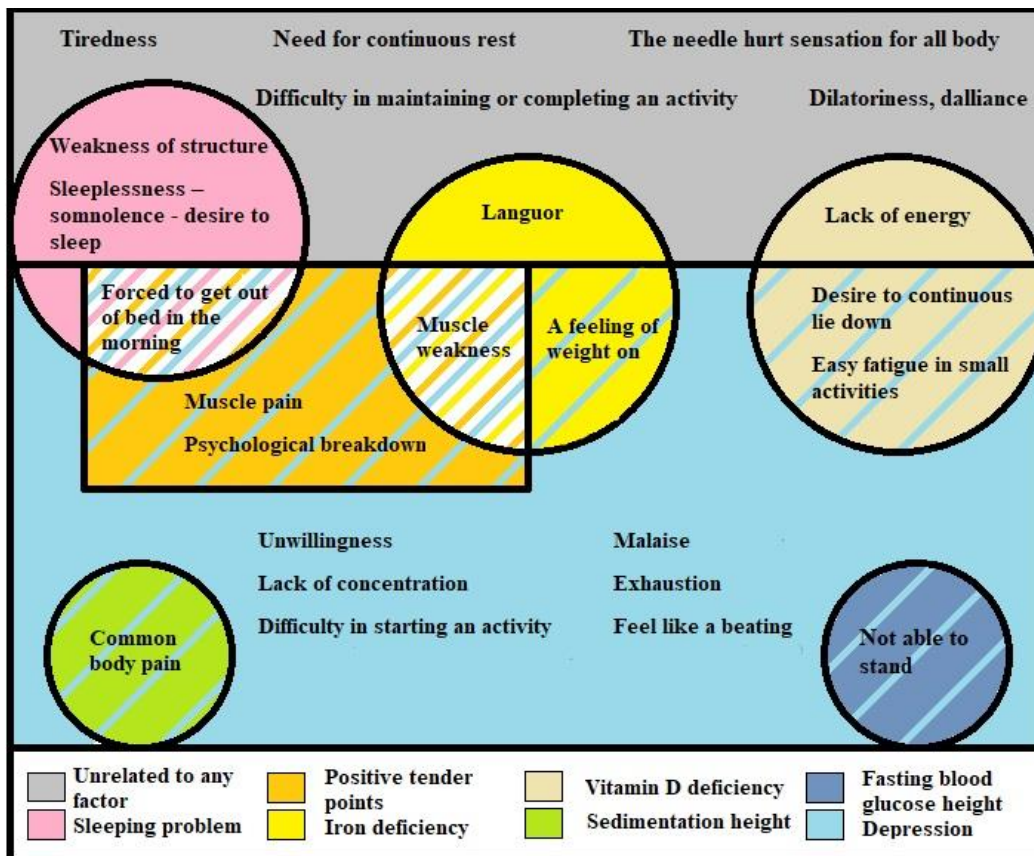 Tiredness
Need for continuous rest
The needle hurt sensation for all body
Difficulty in maintaining or completing an activity
Dilatoriness, dalliance
Weakness of structure
Sleeplessness –
somnolence - desire to
sleep
Languor
Lack of energy
Forced to get out
of bed in the
morning
Muscle
weakness
A feeling of
weight on
Desire to continuous
lie down
Easy fatigue in small
activities
Muscle pain
Psychological breakdown
Unwillingness
Malaise
Lack of concentration
Exhaustion
Difficulty in starting an activity
Feel like a beating
Common
body pain
Not able to
stand
Unrelated to any
factor
Sleeping problem
Positive tender
points
Iron deficiency
Vitamin D deficiency
Sedimentation height
Fasting blood
glucose height
Depression